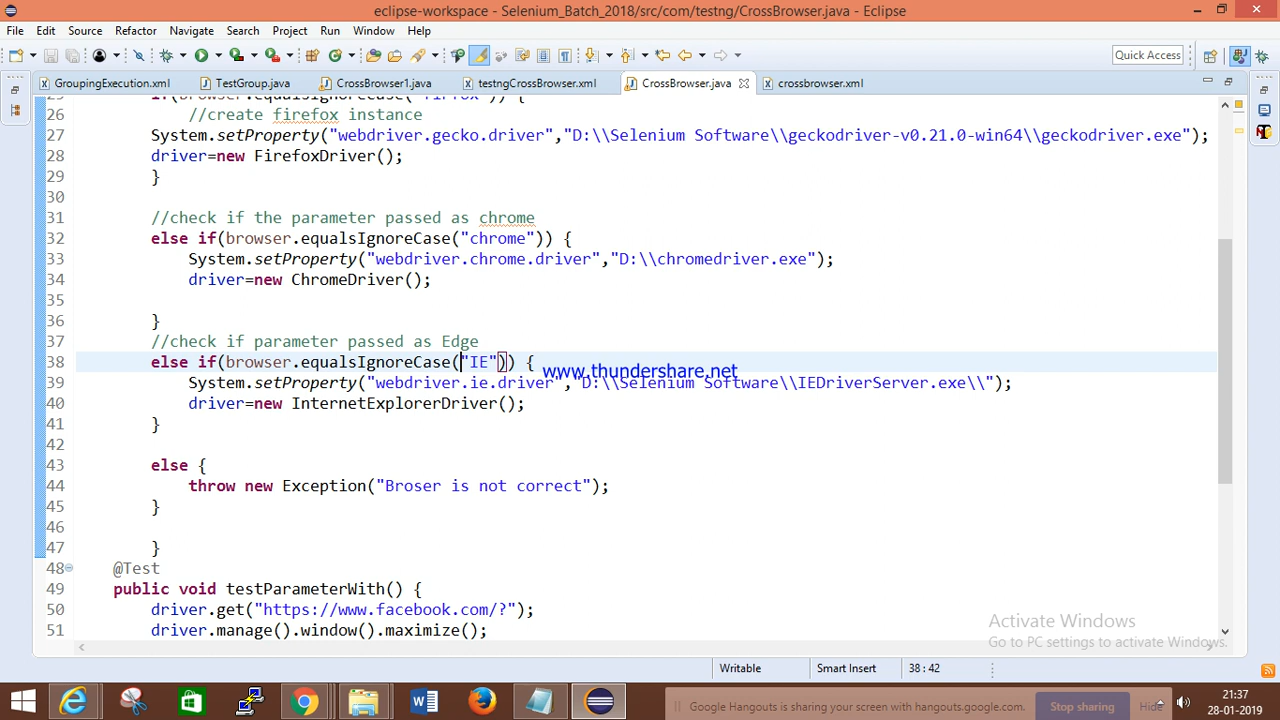 eclipse-workspace - Selenium_Batch_2018/src/com/testng/CrossBrowser.java - Eclipse
File Edit Source Refactor Navigate Search Project Run Window Help
Quick Access
GroupingExecution.xml TestGroup.java CrossBrowser1.java testngCrossBrowser.xml CrossBrowser.java crossbrowser.xml
25 if(browser.equalsIgnoreCase("firfox")) {
26 //create firefox instance
27 System.setProperty("webdriver.gecko.driver","D:\\Selenium Software\\geckodriver-v0.21.0-win64\\geckodriver.exe");
28 driver=new FirefoxDriver();
29 }
30
31 //check if the parameter passed as chrome
32 else if(browser.equalsIgnoreCase("chrome")) {
33 System.setProperty("webdriver.chrome.driver","D:\\chromedriver.exe");
34 driver=new ChromeDriver();
35
36 }
37 //check if parameter passed as Edge
38 else if(browser.equalsIgnoreCase("IE")) {
www.thundershare.net
39 System.setProperty("webdriver.ie.driver","D:\\Selenium Software\\IEDriverServer.exe\\");
40 driver=new InternetExplorerDriver();
41 }
42
43 else {
44 throw new Exception("Broser is not correct");
45 }
46
47 }
48 @Test
49 public void testParameterWith() {
50 driver.get("https://www.facebook.com/?");
51 driver.manage().window().maximize();
Activate Windows
Go to PC settings to activate Windows.
Writable Smart Insert 38 : 42
Google Hangouts is sharing your screen with hangouts.google.com. Stop sharing Hide
21:37
28-01-2019